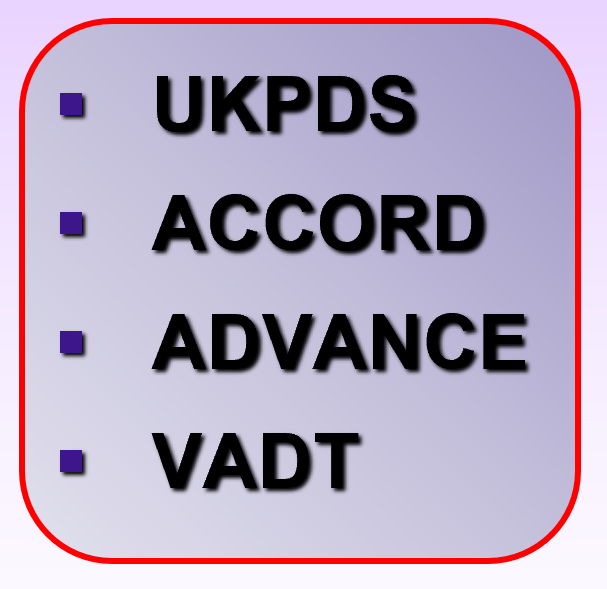 ▪ UKPDS
▪ ACCORD
▪ ADVANCE
▪ VADT